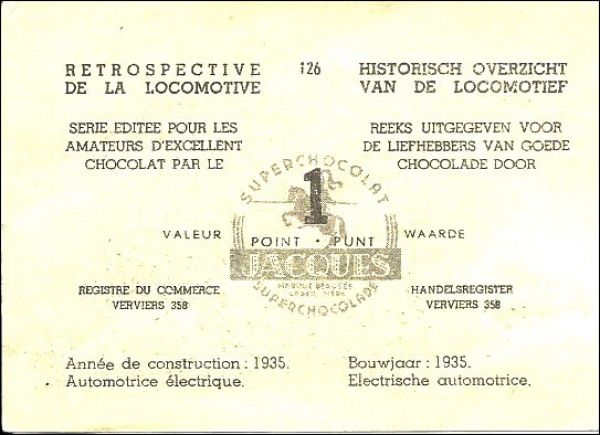 RETROSPECTIVE
DE LA LOCOMOTIVE
126
HISTORISCH OVERZICHT
VAN DE LOCOMOTIEF
SERIE EDITEE POUR LES
AMATEURS D'EXCELLENT
CHOCOLAT PAR LE
REEKS UITGEGEVEN VOOR
DE LIEFHEBBERS VAN GOEDE
CHOCOLADE DOOR
SUPERCHOCOLAT
1
VALEUR POINT · PUNT WAARDE
JACQUES
SUPERCHOCOLADE
REGISTRE DU COMMERCE
VERVIERS 358
HANDELSREGISTER
VERVIERS 358
Année de construction : 1935.
Automotrice électrique.
Bouwjaar : 1935.
Electrische automotrice.